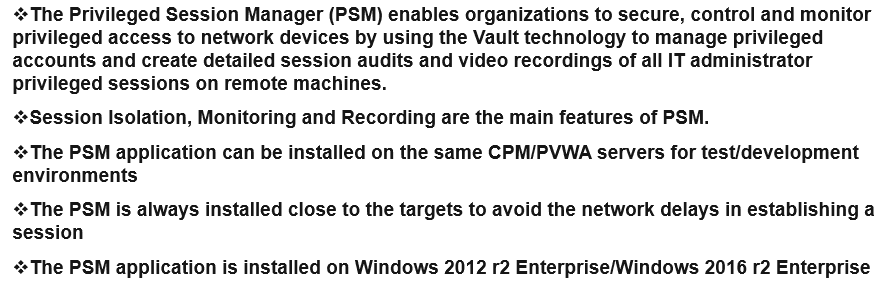 ❖The Privileged Session Manager (PSM) enables organizations to secure, control and monitor
privileged access to network devices by using the Vault technology to manage privileged
accounts and create detailed session audits and video recordings of all IT administrator
privileged sessions on remote machines.
❖Session Isolation, Monitoring and Recording are the main features of PSM.
❖The PSM application can be installed on the same CPM/PVWA servers for test/development
environments
❖The PSM is always installed close to the targets to avoid the network delays in establishing a
session
❖The PSM application is installed on Windows 2012 r2 Enterprise/Windows 2016 r2 Enterprise